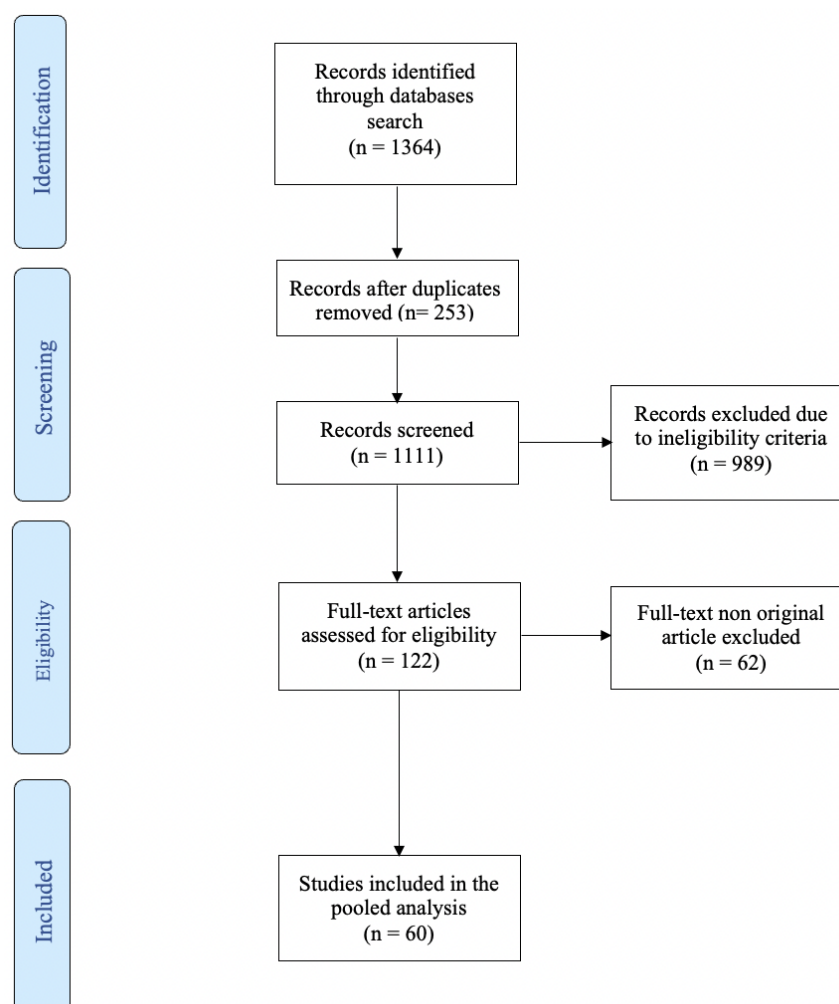 Identification
Records identified
through databases
search
(n = 1364)
Records after duplicates
removed (n= 253)
Screening
Records screened
(n = 1111)
Records excluded due
to ineligibility criteria
(n = 989)
Eligibility
Full-text articles
assessed for eligibility
(n = 122)
Full-text non original
article excluded
(n = 62)
Included
Studies included in the
pooled analysis
(n = 60)